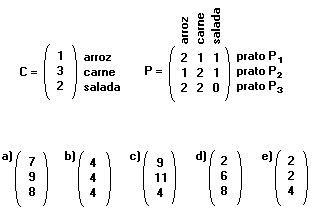 arroz carne salada
C = ( 1 ) arroz
( 3 ) carne
( 2 ) salada
P = ( 2 1 1 ) prato P1
( 1 2 1 ) prato P2
( 2 2 0 ) prato P3
a) ( 7 9 8 )
b) ( 4 4 4 )
c) ( 9 11 4 )
d) ( 2 6 8 )
e) ( 2 2 4 )